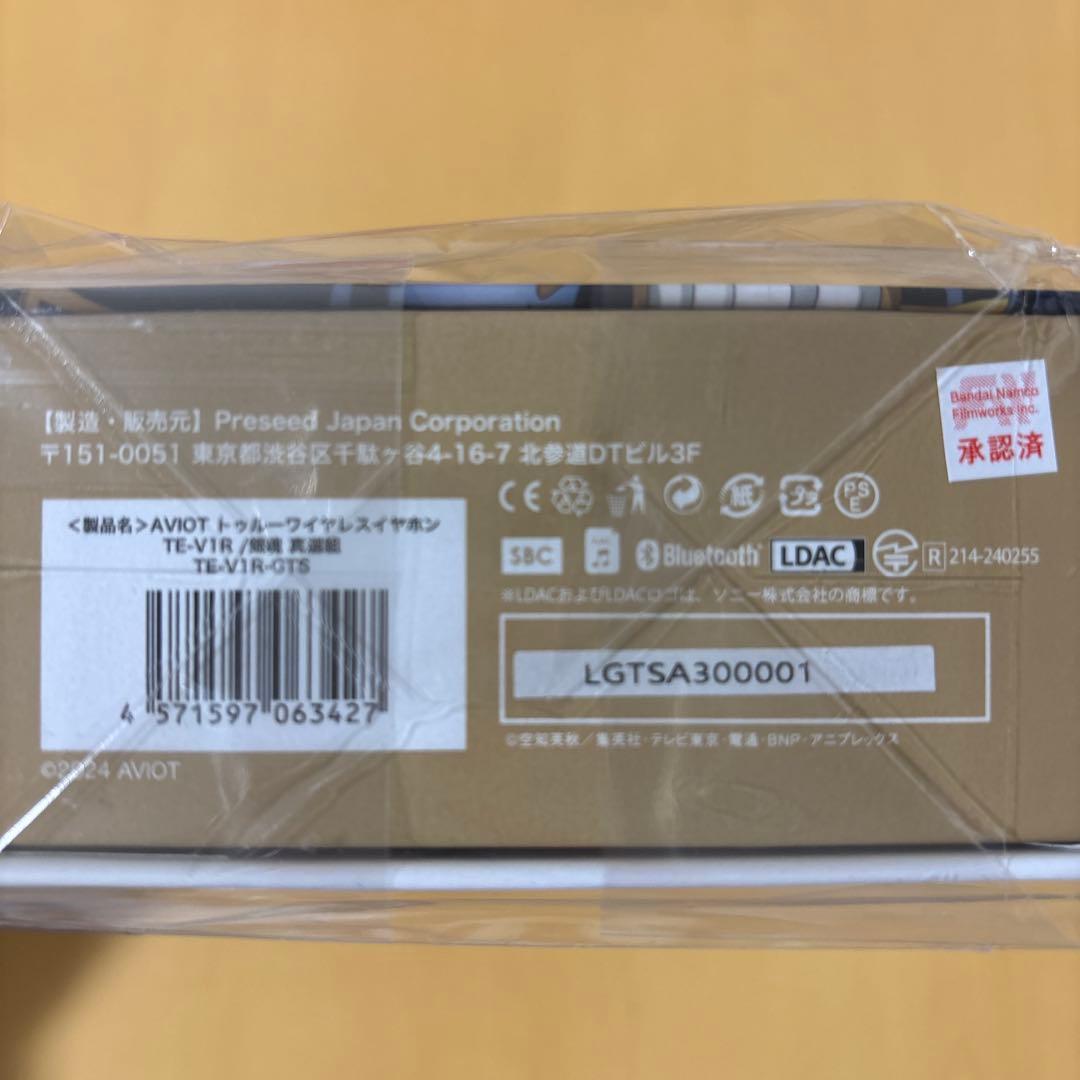 【製造・販売元】Preseed Japan Corporation
〒151-0051 東京都渋谷区千駄ヶ谷4-16-7 北参道DTビル3F
Bandai Namco
Filmworks Inc.
承認済
<製品名>AVIOT トゥルーワイヤレスイヤホン
TE-V1R /銀魂 真選組
TE-V1R-GTS
4 571597 063427
©2024 AVIOT
CE 紙 プラ PSE
SBC Bluetooth LDAC R 214-240255
※LDACおよびLDACロゴは、ソニー株式会社の商標です。
LGTSA300001
©空知英秋／集英社・テレビ東京・電通・BNP・アニプレックス